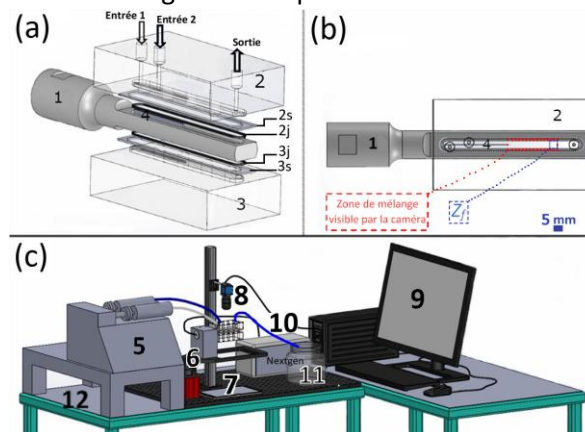 (a)
Entrée 1
Entrée 2
Sortie
2
1
4
2s
2j
3j
3s
3
(b)
2
1
4
Zone de mélange
visible par la caméra
Zf
5 mm
(c)
8
9
10
5
6
Nextgen
7
11
12